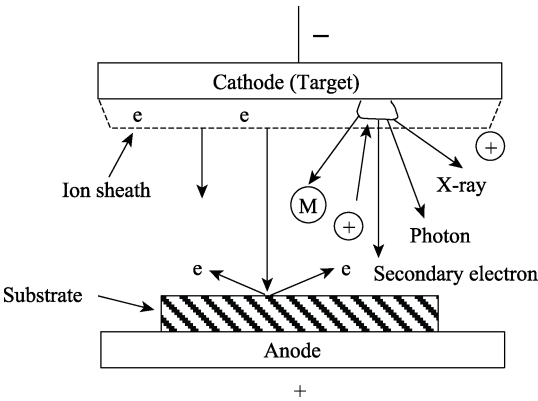 −
Cathode (Target)
e
e
+
Ion sheath
X-ray
M
+
Photon
e
e
Secondary electron
Substrate
Anode
+